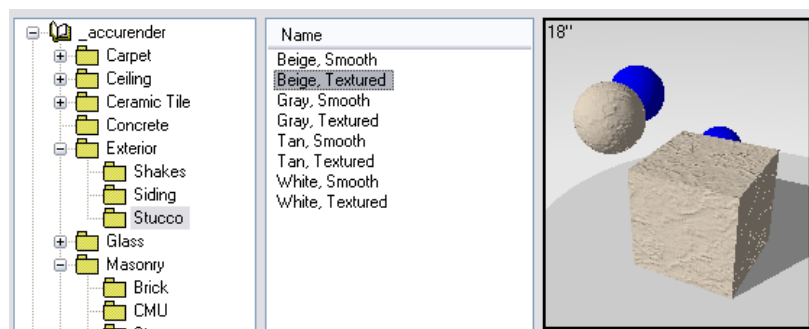 _accurender
Carpet
Ceiling
Ceramic Tile
Concrete
Exterior
Shakes
Siding
Stucco
Glass
Masonry
Brick
CMU
Name
Beige, Smooth
Beige, Textured
Gray, Smooth
Gray, Textured
Tan, Smooth
Tan, Textured
White, Smooth
White, Textured
18"